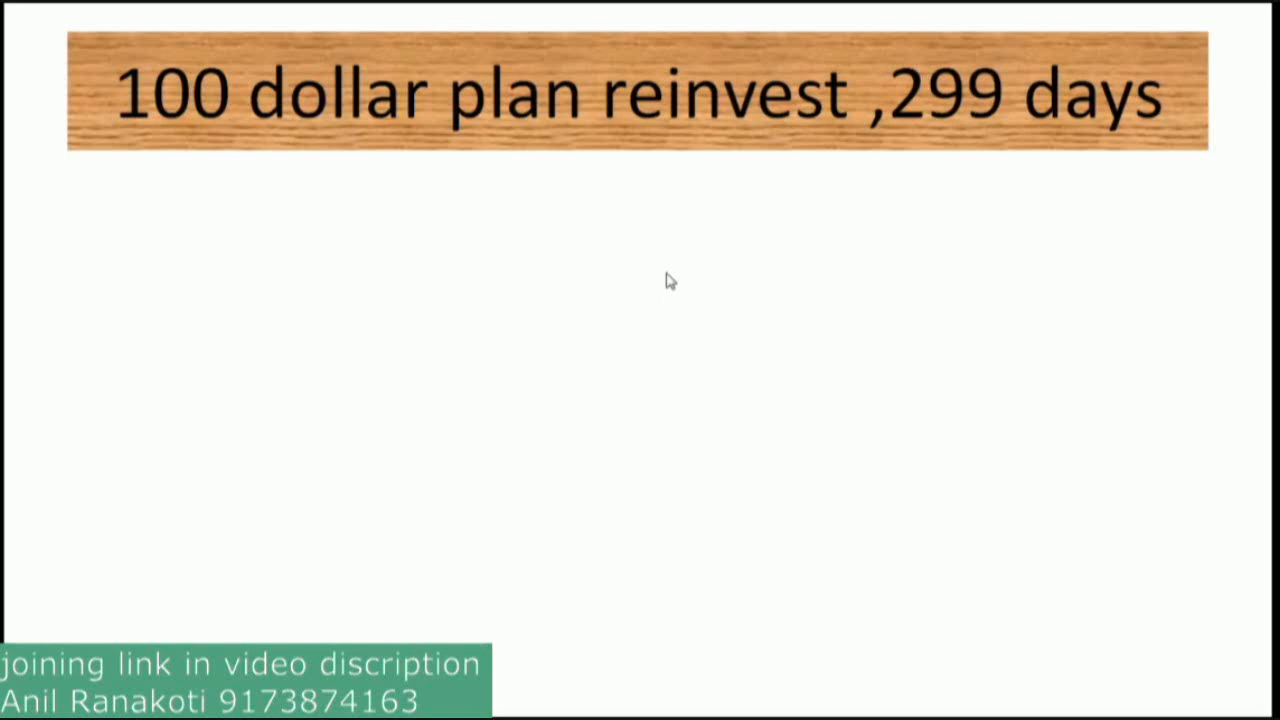 100 dollar plan reinvest ,299 days
joining link in video discription
Anil Ranakoti 9173874163